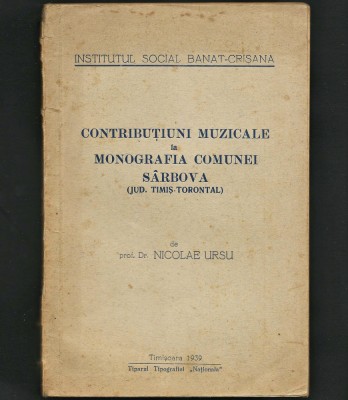 INSTITUTUL SOCIAL BANAT-CRIȘANA
CONTRIBUȚIUNI MUZICALE
la
MONOGRAFIA COMUNEI
SÂRBOVA
(JUD. TIMIȘ-TORONTAL)
de
prof. Dr. NICOLAE URSU
Timișoara 1939
Tiparul Tipografiei „Naționale”